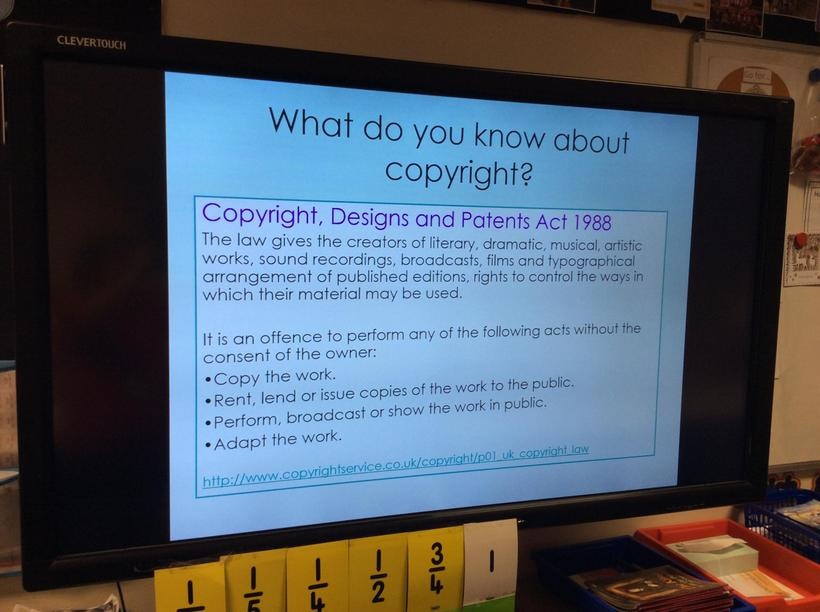 CLEVERTOUCH
What do you know about
copyright?
Copyright, Designs and Patents Act 1988
The law gives the creators of literary, dramatic, musical, artistic
works, sound recordings, broadcasts, films and typographical
arrangement of published editions, rights to control the ways in
which their material may be used.
It is an offence to perform any of the following acts without the
consent of the owner:
•Copy the work.
•Rent, lend or issue copies of the work to the public.
•Perform, broadcast or show the work in public.
•Adapt the work.
http://www.copyrightservice.co.uk/copyright/p01_uk_copyright_law
Go for...
1/5 1/4 1/2 3/4 1